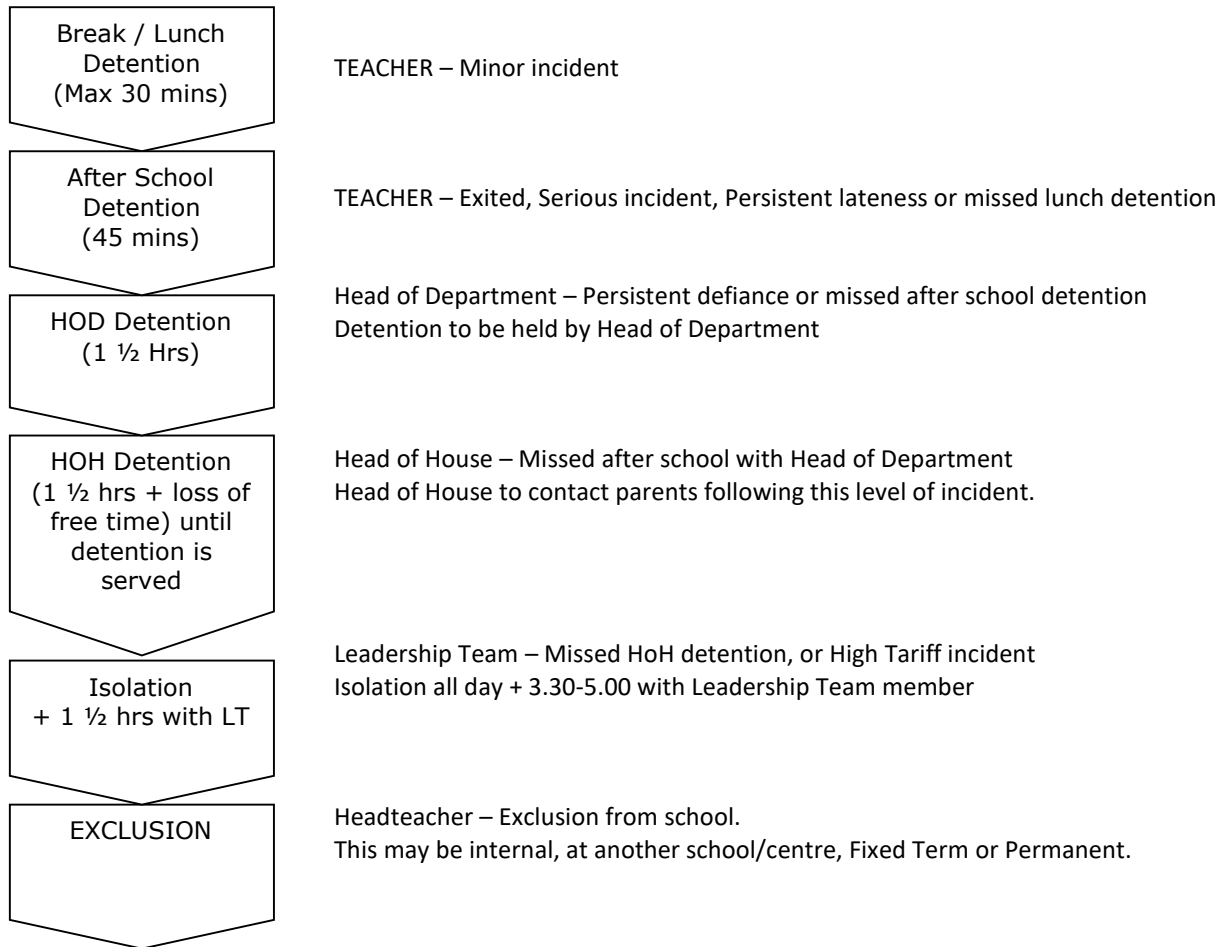 Break / Lunch
Detention
(Max 30 mins)
TEACHER – Minor incident
After School
Detention
(45 mins)
TEACHER – Exited, Serious incident, Persistent lateness or missed lunch detention
HOD Detention
(1 ½ Hrs)
Head of Department – Persistent defiance or missed after school detention
Detention to be held by Head of Department
HOH Detention
(1 ½ hrs + loss of
free time) until
detention is
served
Head of House – Missed after school with Head of Department
Head of House to contact parents following this level of incident.
Isolation
+ 1 ½ hrs with LT
Leadership Team – Missed HoH detention, or High Tariff incident
Isolation all day + 3.30-5.00 with Leadership Team member
EXCLUSION
Headteacher – Exclusion from school.
This may be internal, at another school/centre, Fixed Term or Permanent.